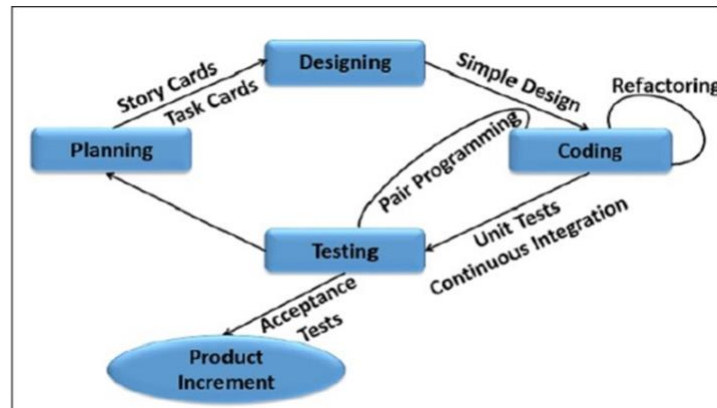 Designing
Story Cards
Task Cards
Simple Design
Refactoring
Planning
Pair Programming
Coding
Testing
Unit Tests
Continuous Integration
Acceptance
Tests
Product
Increment